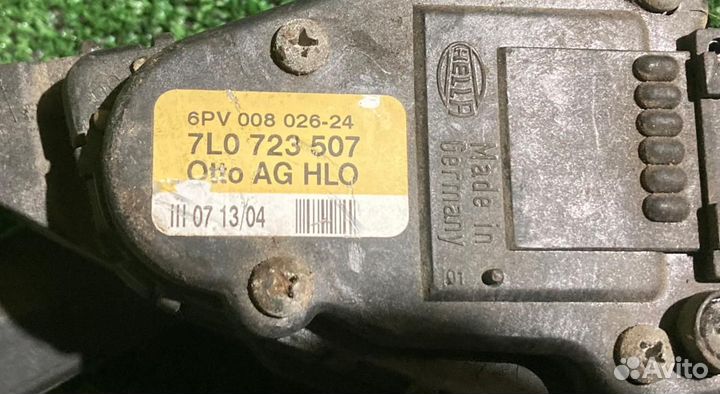 6PV 008 026-24
7L0 723 507
Otto AG HLO
III 07 13/04
HELLA
Made in
Germany
Avito